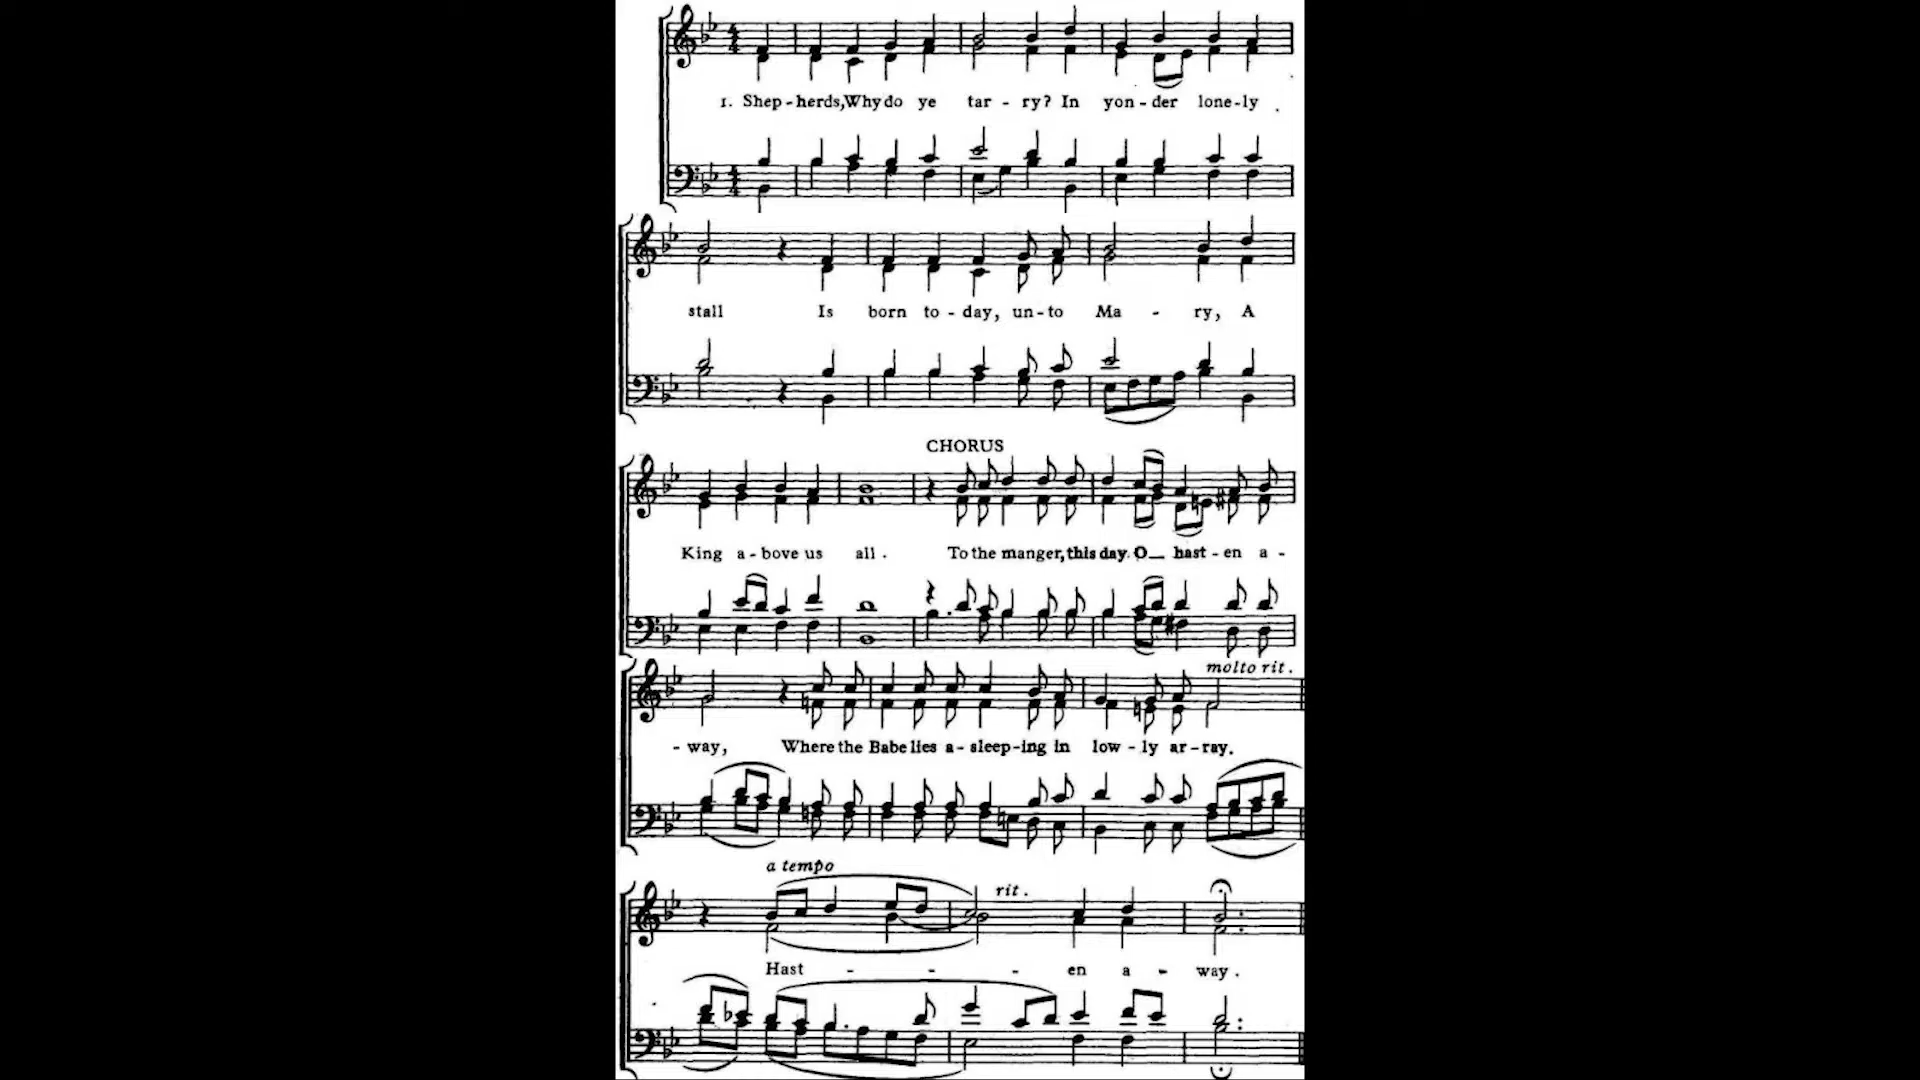 1. Shep-herds, Why do ye tar - ry? In yon-der lone-ly
stall Is born to-day, un-to Ma - ry, A
CHORUS
King a-bove us all. To the manger, this day. O hast-en a-
molto rit.
-way, Where the Babe lies a-sleep-ing in low-ly ar-ray.
a tempo
rit.
Hast - - - en a - way.